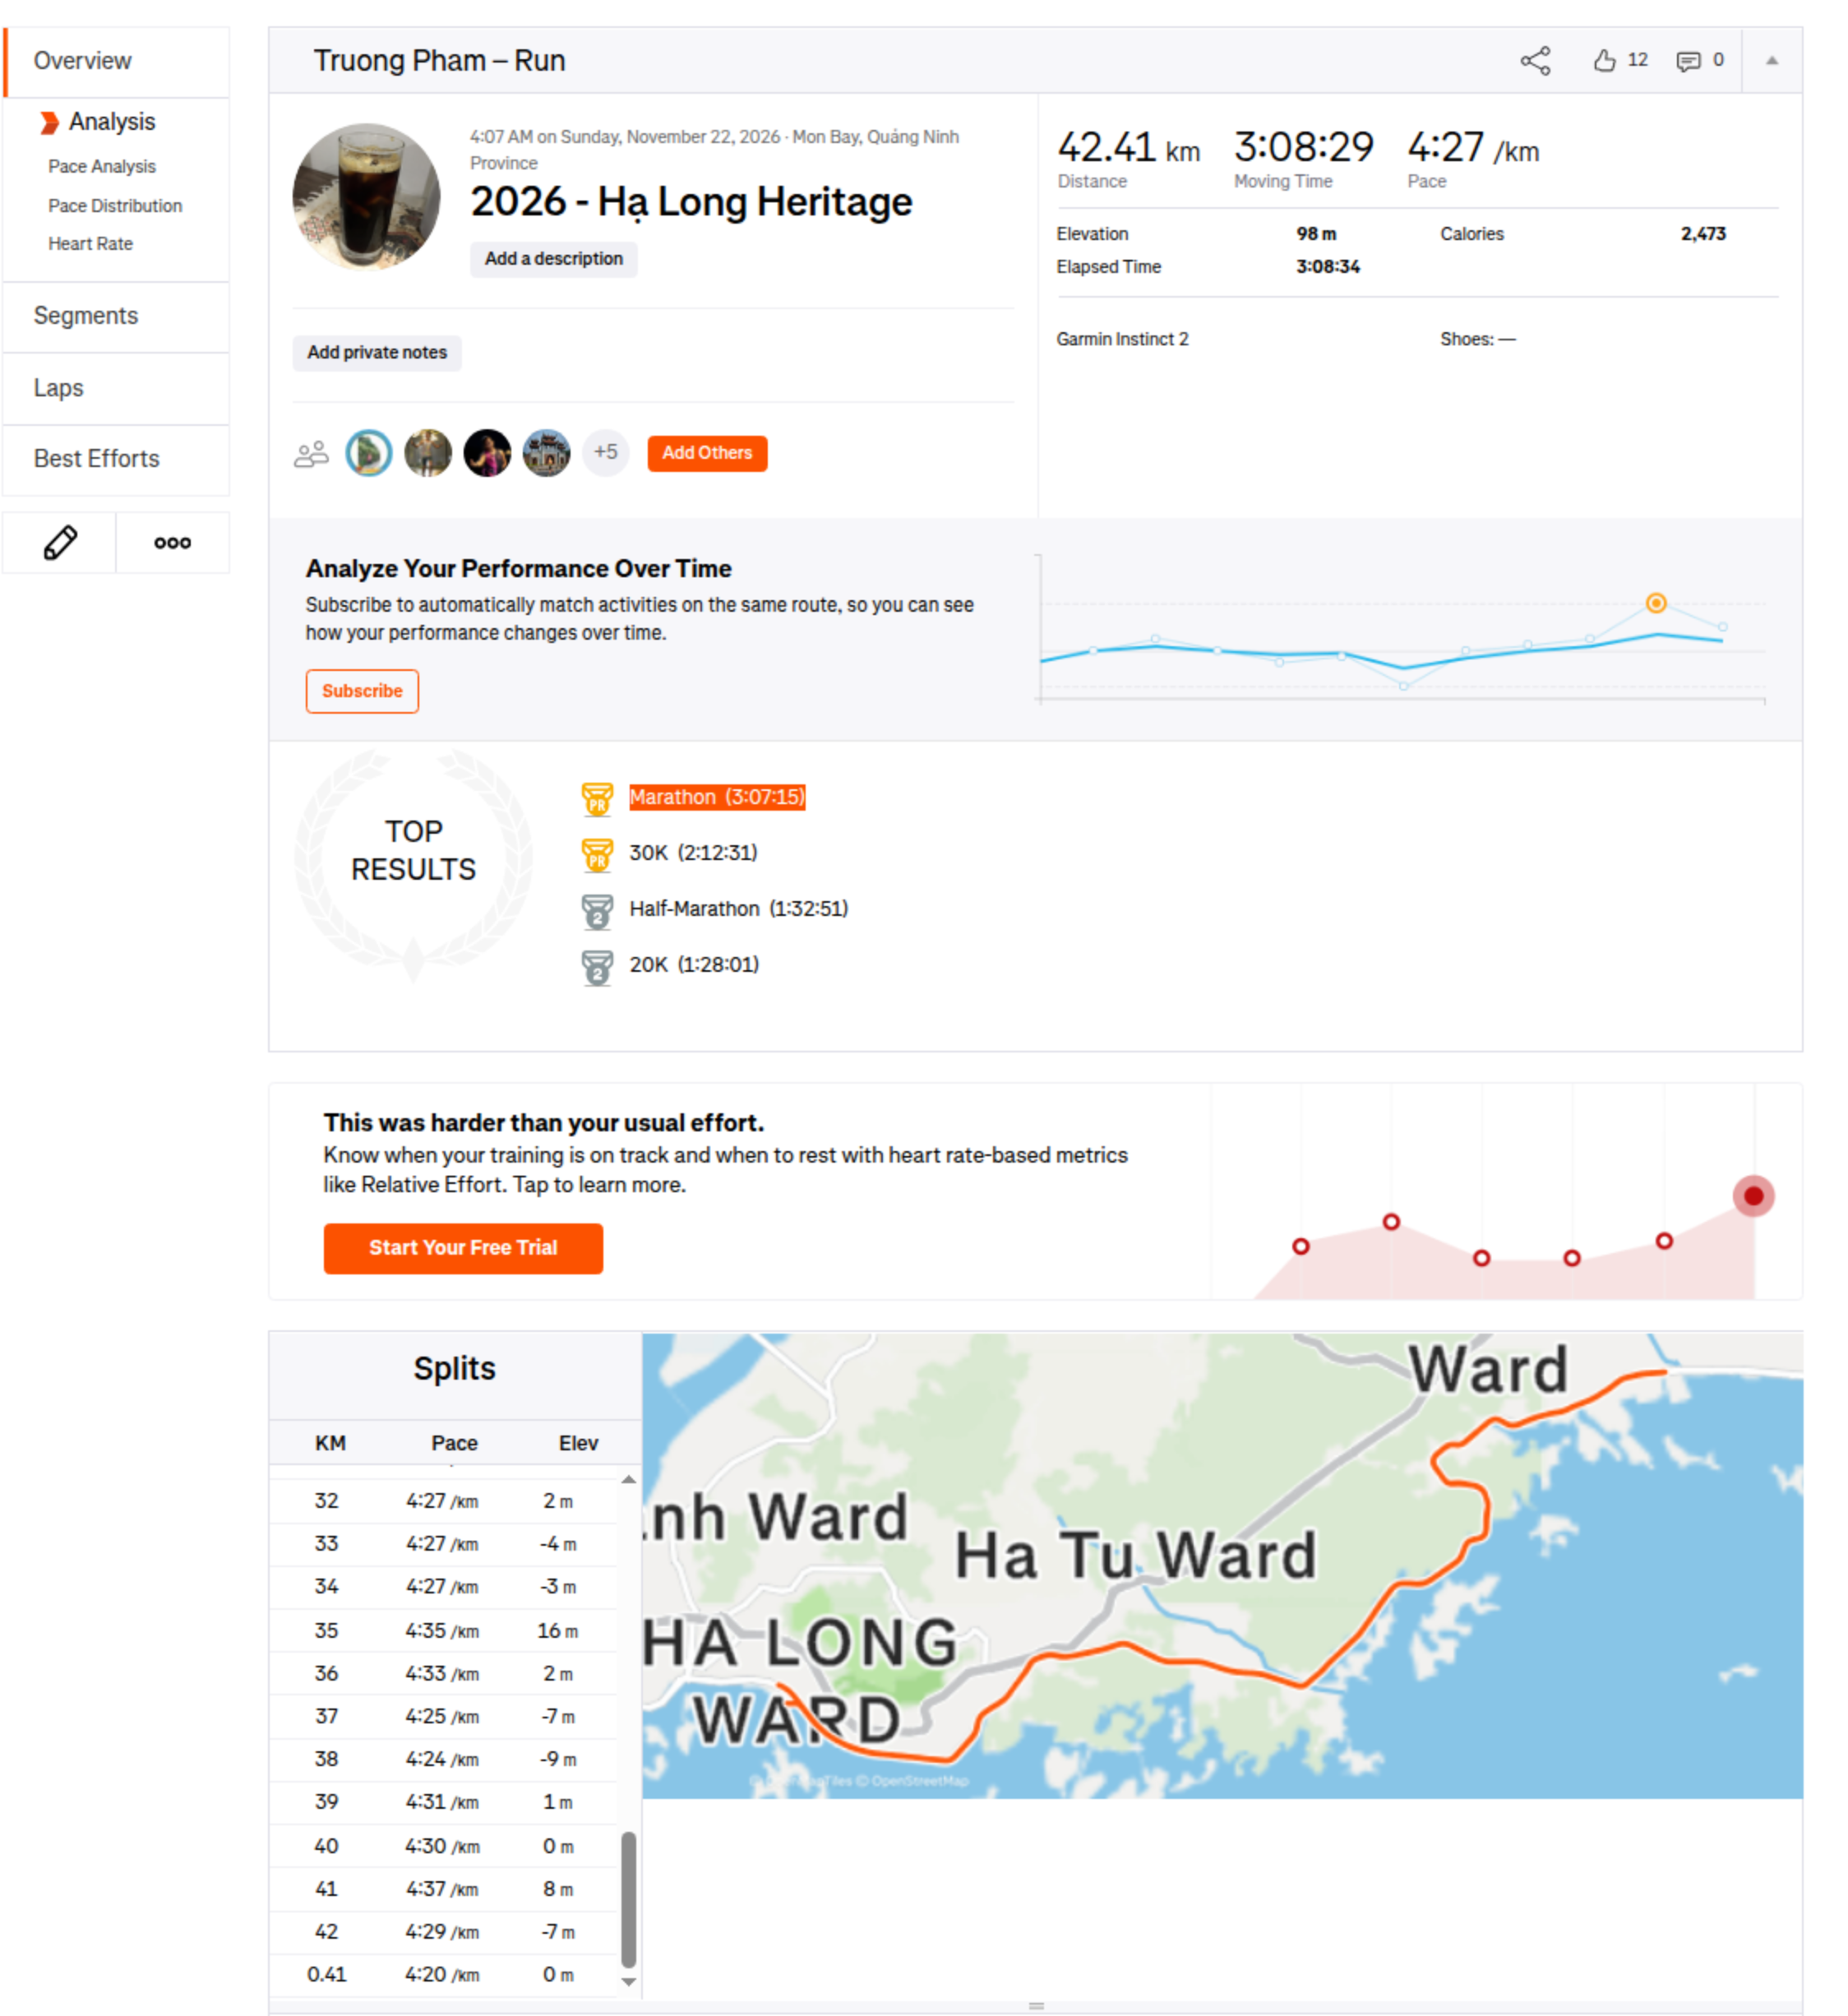 Overview
Analysis
Pace Analysis
Pace Distribution
Heart Rate
Segments
Laps
Best Efforts
Truong Pham – Run
12
0
4:07 AM on Sunday, November 22, 2026 · Mon Bay, Quảng Ninh
Province
2026 - Hạ Long Heritage
Add a description
Add private notes
+5
Add Others
42.41 km 3:08:29 4:27 /km
Distance Moving Time Pace
Elevation 98 m Calories 2,473
Elapsed Time 3:08:34
Garmin Instinct 2 Shoes: —
Analyze Your Performance Over Time
Subscribe to automatically match activities on the same route, so you can see
how your performance changes over time.
Subscribe
TOP
RESULTS
PR Marathon (3:07:15)
PR 30K (2:12:31)
2 Half-Marathon (1:32:51)
2 20K (1:28:01)
This was harder than your usual effort.
Know when your training is on track and when to rest with heart rate-based metrics
like Relative Effort. Tap to learn more.
Start Your Free Trial
Splits
KM Pace Elev
32 4:27 /km 2 m
33 4:27 /km -4 m
34 4:27 /km -3 m
35 4:35 /km 16 m
36 4:33 /km 2 m
37 4:25 /km -7 m
38 4:24 /km -9 m
39 4:31 /km 1 m
40 4:30 /km 0 m
41 4:37 /km 8 m
42 4:29 /km -7 m
0.41 4:20 /km 0 m
Ward
nh Ward
Ha Tu Ward
HA LONG
WARD
© OpenStreetMap